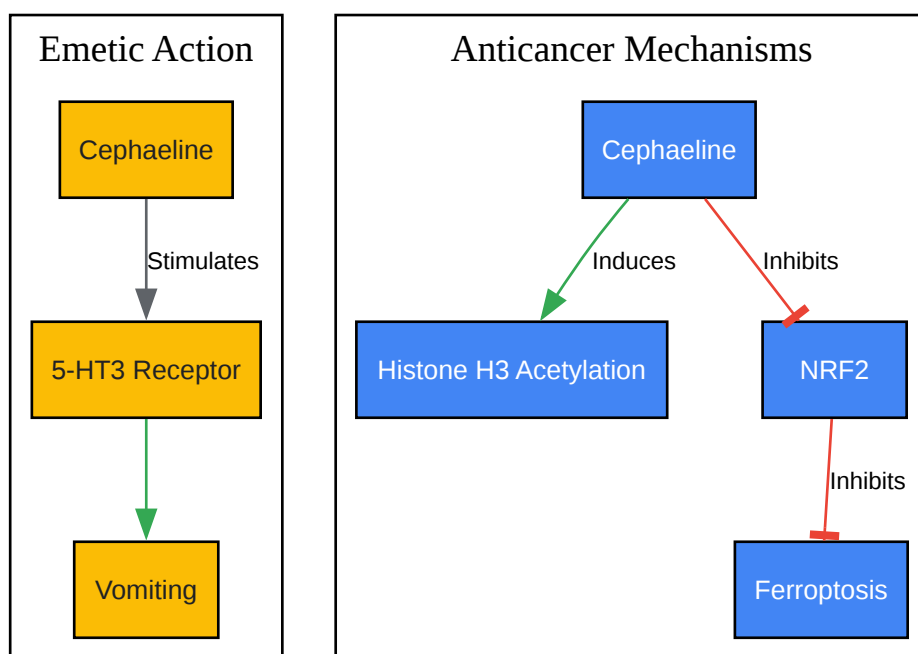 Emetic Action
Cephaeline
Stimulates
5-HT3 Receptor
Vomiting
Anticancer Mechanisms
Cephaeline
Induces
Inhibits
Histone H3 Acetylation
NRF2
Inhibits
Ferroptosis